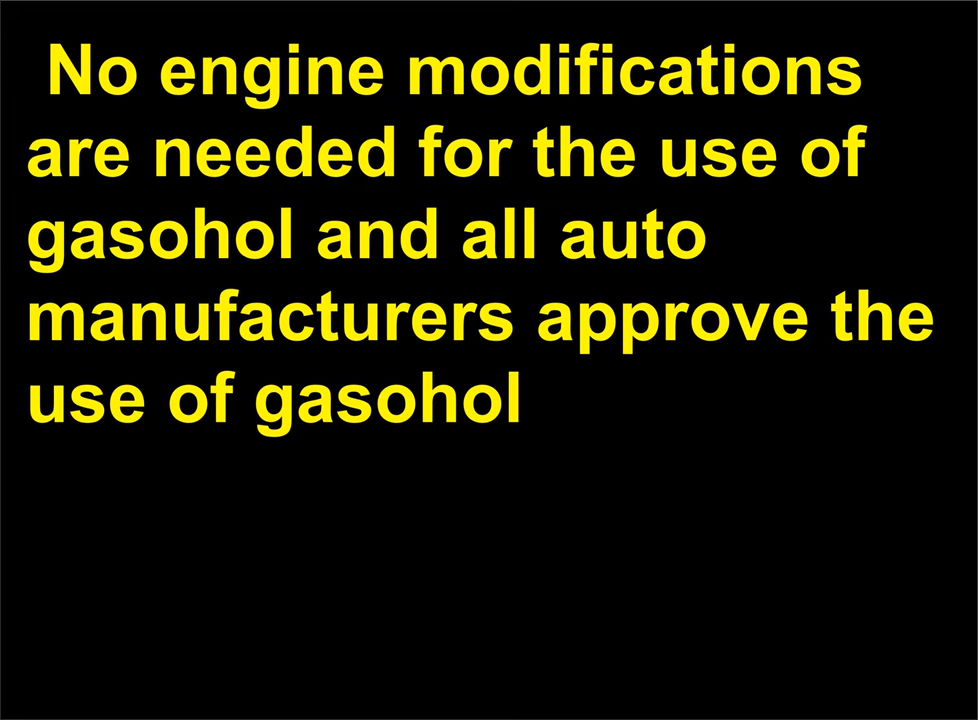 No engine modifications
are needed for the use of
gasohol and all auto
manufacturers approve the
use of gasohol